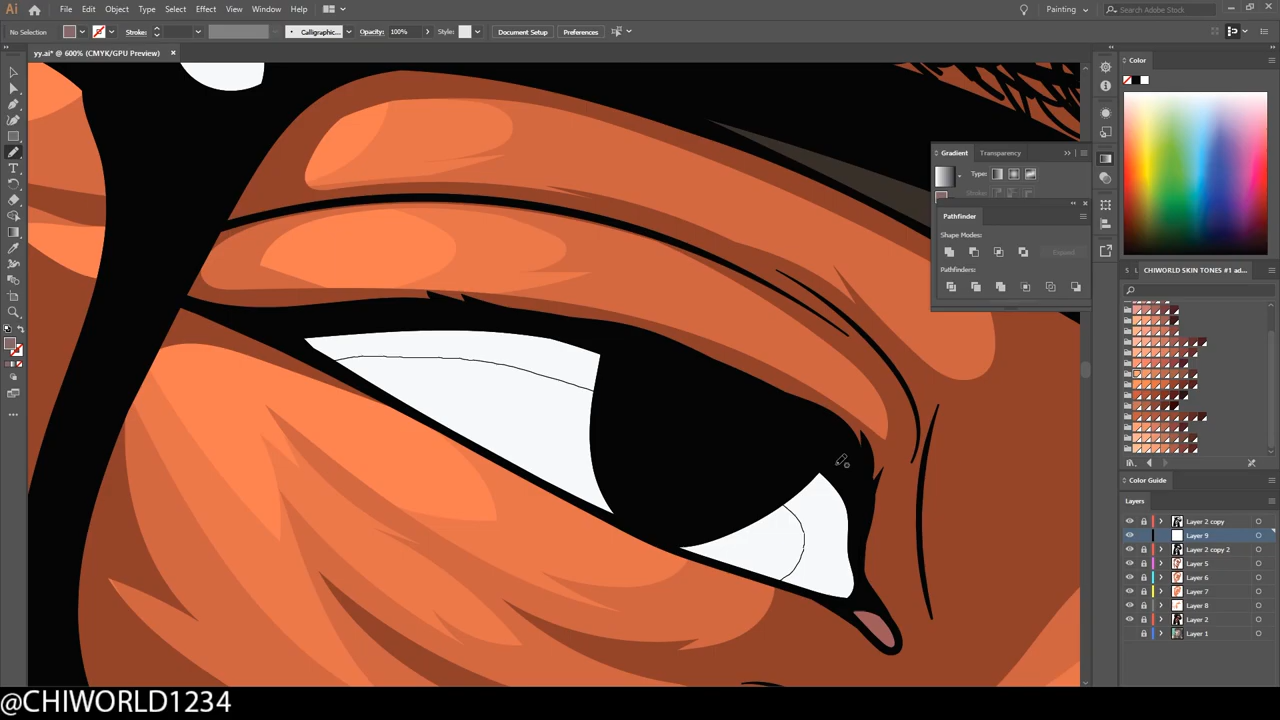 Ai File Edit Object Type Select Effect View Window Help Painting Search Adobe Stock
No Selection Stroke: Calligraphic... Opacity: 100% Style: Document Setup Preferences
yy.ai* @ 600% (CMYK/GPU Preview)
Color
Gradient Transparency
Type:
Stroke:
Pathfinder
Shape Modes:
Expand
Pathfinders:
S L CHIWORLD SKIN TONES #1 ad...
Color Guide
Layers
Layer 2 copy
Layer 9
Layer 2 copy 2
Layer 5
Layer 6
Layer 7
Layer 8
Layer 2
Layer 1
@CHIWORLD1234